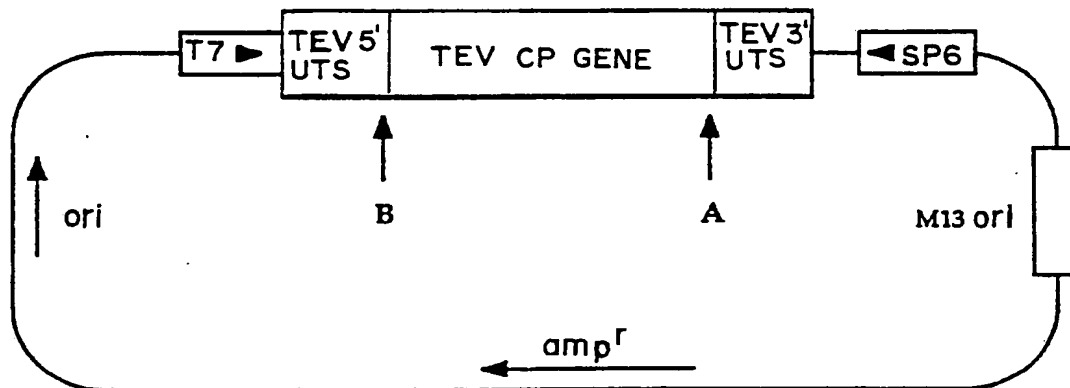 T7
TEV 5'
UTS
TEV CP GENE
TEV 3'
UTS
SP6
B
A
ori
M13 ori
amp^r